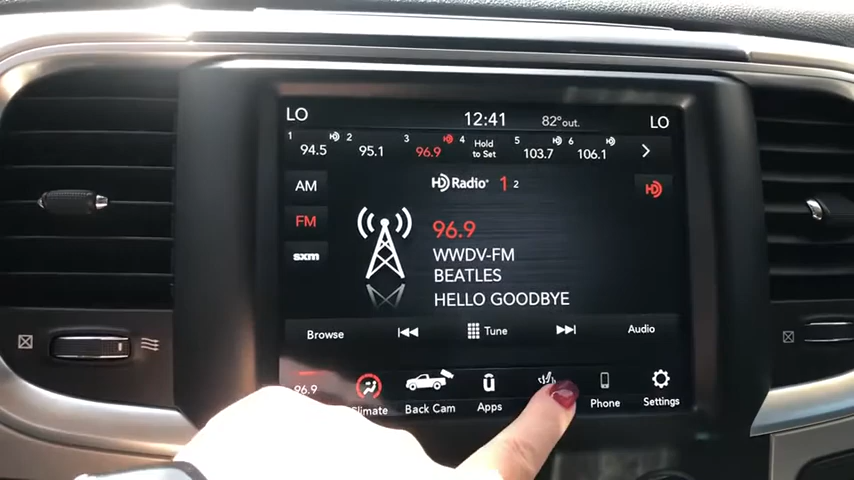 LO 12:41 82°out. LO
1 94.5 2 95.1 3 96.9 4 Hold to Set 5 103.7 6 106.1
AM
HD Radio 1 2
FM
96.9
WWDV-FM
sxm
BEATLES
HELLO GOODBYE
Browse Tune Audio
96.9 Climate Back Cam Apps Phone Settings